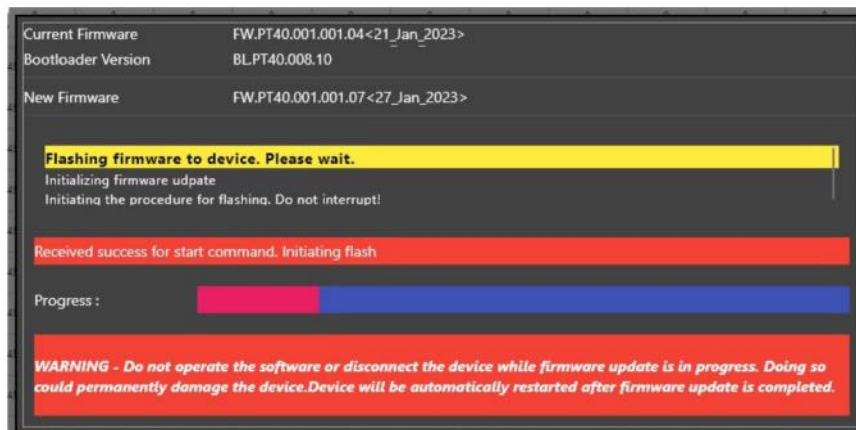 Current Firmware FW.PT40.001.001.04<21_Jan_2023>
Bootloader Version BL.PT40.008.10
New Firmware FW.PT40.001.001.07<27_Jan_2023>
Flashing firmware to device. Please wait.
Initializing firmware udpate
Initiating the procedure for flashing. Do not interrupt!
Received success for start command. Initiating flash
Progress :
WARNING - Do not operate the software or disconnect the device while firmware update is in progress. Doing so
could permanently damage the device.Device will be automatically restarted after firmware update is completed.